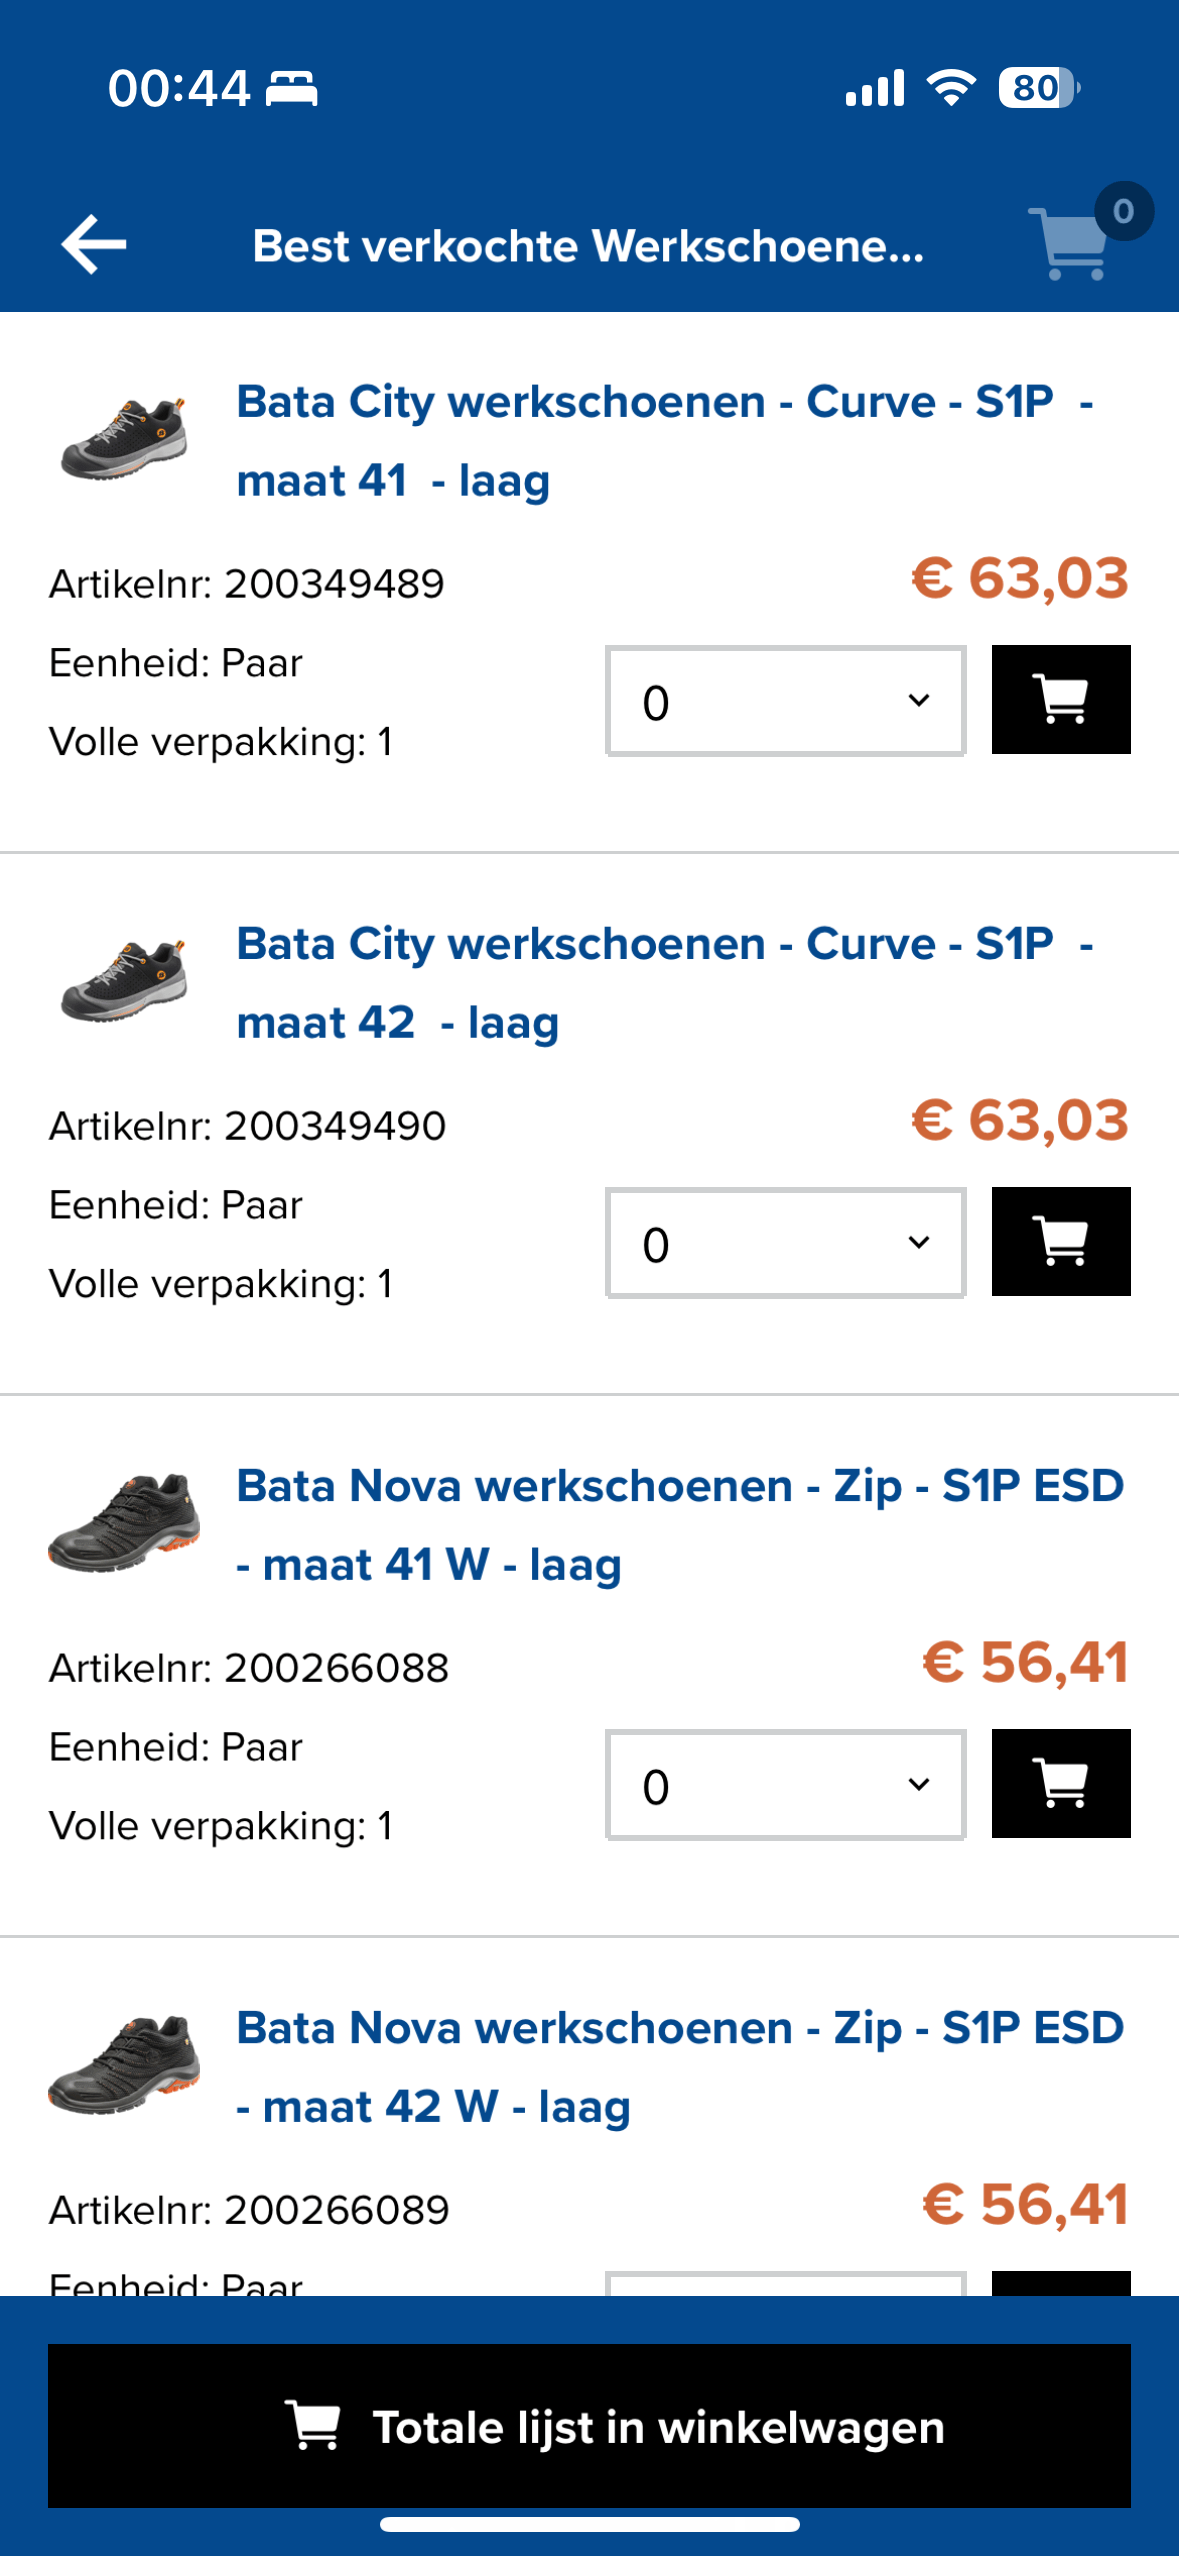 00:44
80
0
Best verkochte Werkschoene...
Bata City werkschoenen - Curve - S1P  -
maat 41  - laag
Artikelnr: 200349489
€ 63,03
Eenheid: Paar
0
Volle verpakking: 1
Bata City werkschoenen - Curve - S1P  -
maat 42  - laag
Artikelnr: 200349490
€ 63,03
Eenheid: Paar
0
Volle verpakking: 1
Bata Nova werkschoenen - Zip - S1P ESD
- maat 41 W - laag
Artikelnr: 200266088
€ 56,41
Eenheid: Paar
0
Volle verpakking: 1
Bata Nova werkschoenen - Zip - S1P ESD
- maat 42 W - laag
Artikelnr: 200266089
€ 56,41
Eenheid: Paar
Totale lijst in winkelwagen